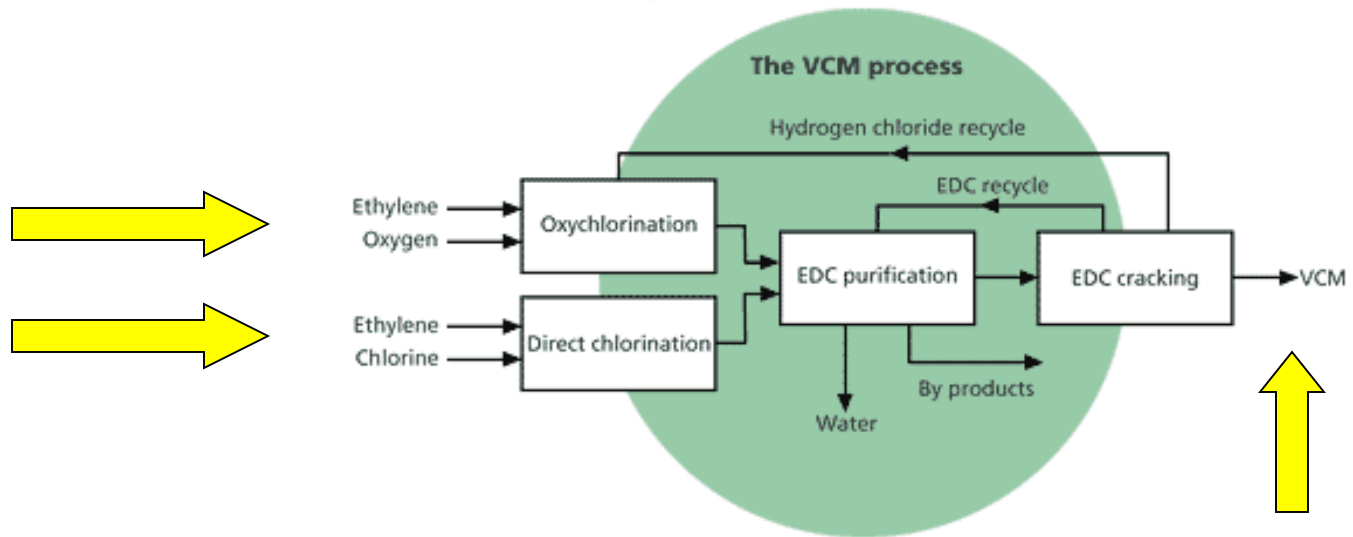 The VCM process
Hydrogen chloride recycle
EDC recycle
Ethylene
Oxygen
Oxychlorination
EDC purification
EDC cracking
VCM
Ethylene
Chlorine
Direct chlorination
By products
Water